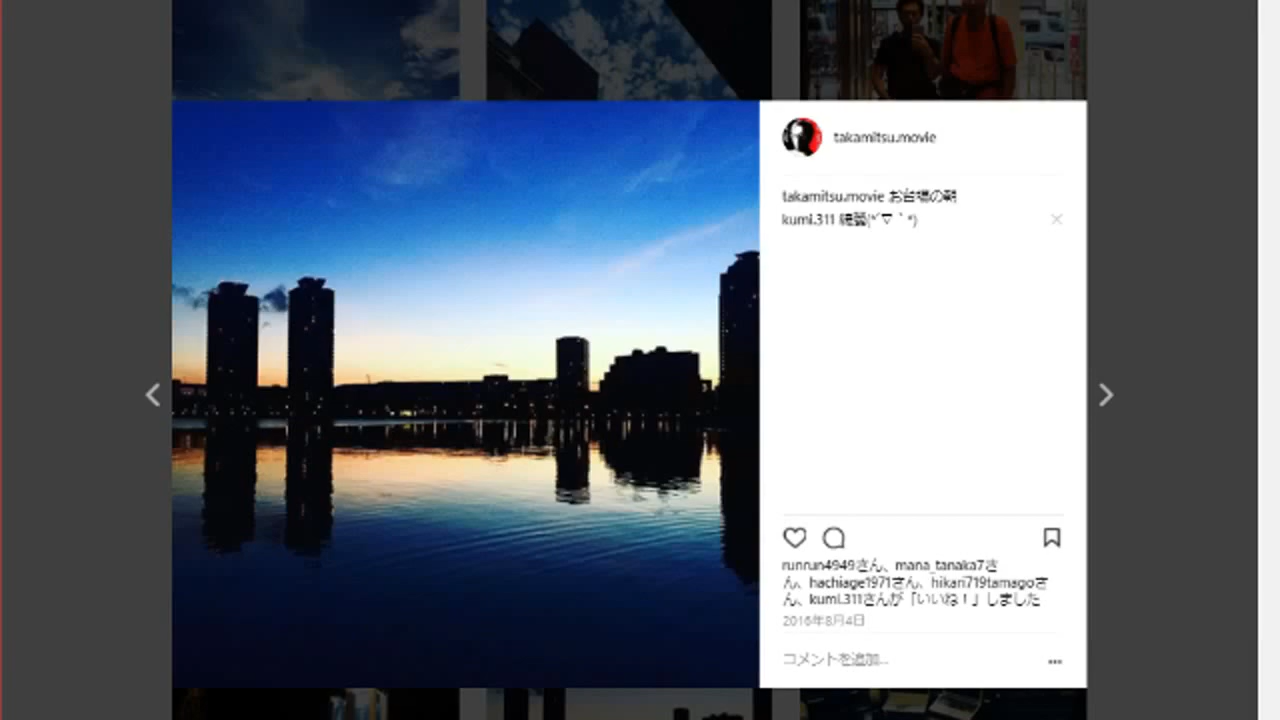 takamitsu.movie
takamitsu.movie お台場の朝
kumi.311 綺麗(*´▽｀*)
runrun4949さん、mana_tanaka7さ
ん、hachiage1971さん、hikari719tamagoさ
ん、kumi.311さんが「いいね！」しました
2016年8月4日
コメントを追加...